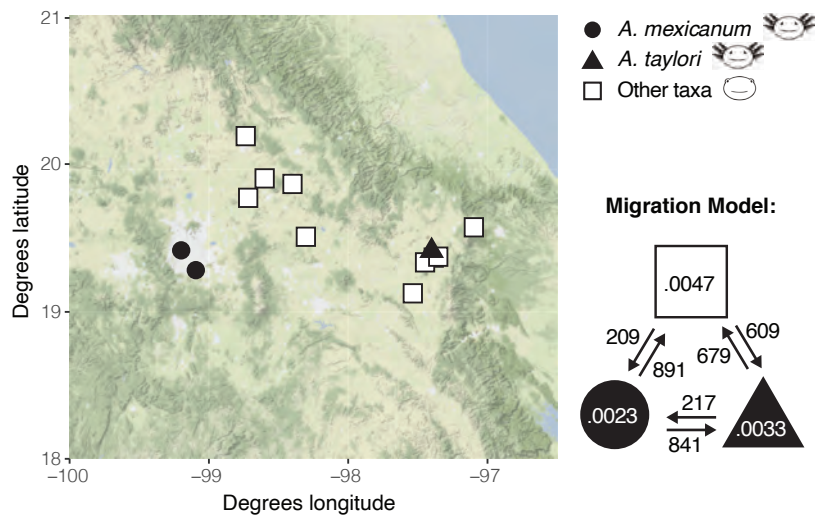 21
20
19
18
Degrees latitude
–100
–99
–98
–97
Degrees longitude
A. mexicanum
A. taylori
Other taxa
Migration Model:
.0047
209
891
679
609
.0023
217
841
.0033